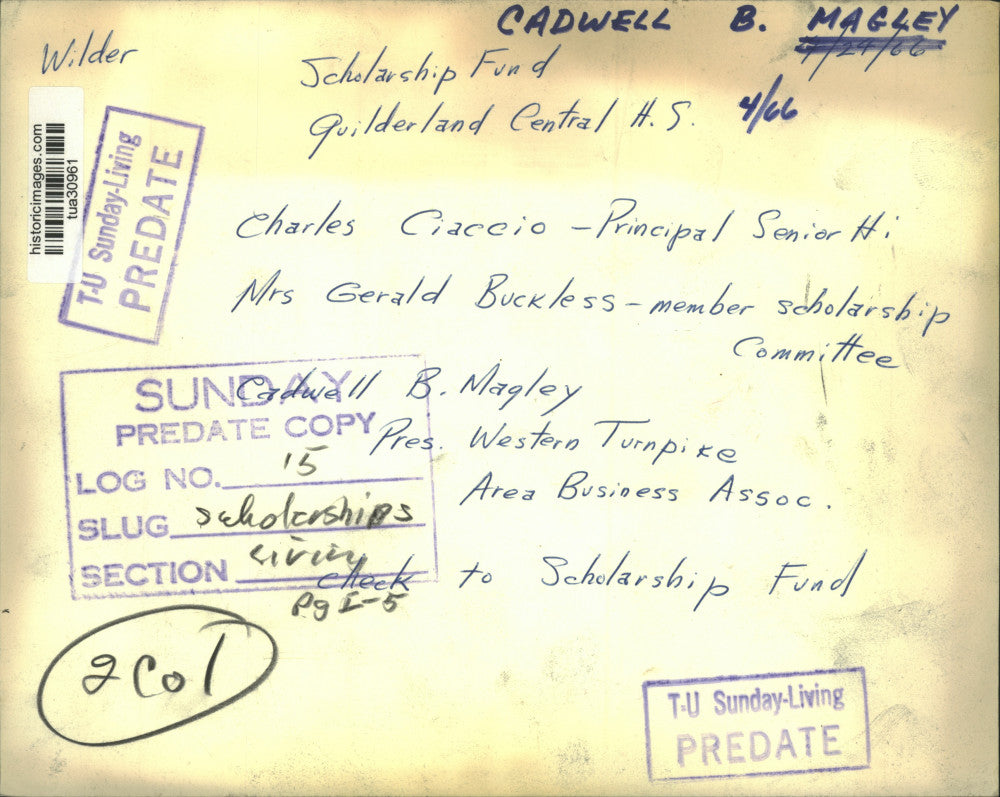 CADWELL B. MAGLEY
4/24/66
Wilder
Scholarship Fund
Guilderland Central H.S. 4/66
historicimages.com
tua30961
T-U Sunday-Living
PREDATE
Charles Ciaccio - Principal Senior Hi
Mrs Gerald Buckless - member scholarship
Committee
Cadwell B. Magley
Pres. Western Turnpike
Area Business Assoc.
check to Scholarship Fund
SUNDAY
PREDATE COPY
LOG NO. 15
SLUG scholarships
SECTION living
Pg I-5
2 Col
T-U Sunday-Living
PREDATE